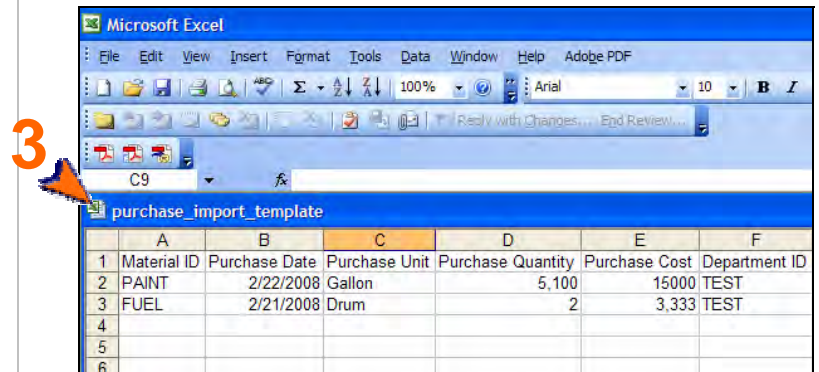 Microsoft Excel
File Edit View Insert Format Tools Data Window Help Adobe PDF
ABC Σ A Z Z A 100% Arial 10 B I
Reply with Changes... End Review...
3
C9 fx
purchase_import_template
A B C D E F
1 Material ID Purchase Date Purchase Unit Purchase Quantity Purchase Cost Department ID
2 PAINT 2/22/2008 Gallon 5,100 15000 TEST
3 FUEL 2/21/2008 Drum 2 3,333 TEST
4
5
6